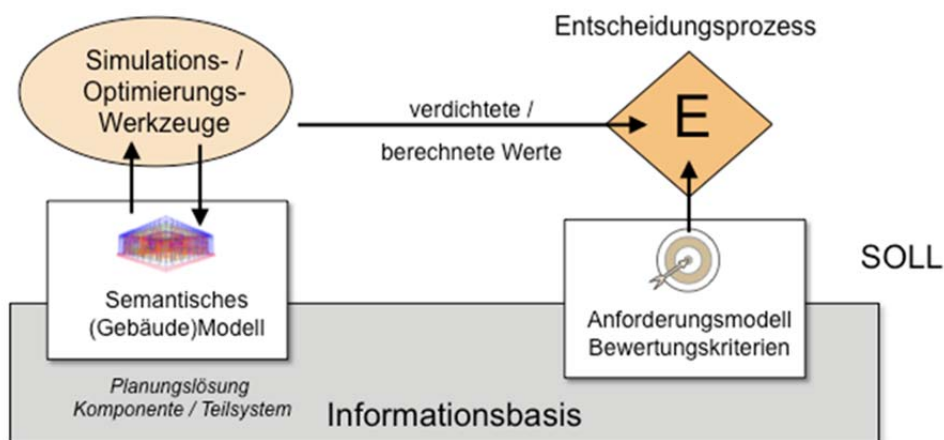 Entscheidungsprozess
Simulations- /
Optimierungs-
Werkzeuge
verdichtete /
berechnete Werte
E
Semantisches
(Gebäude)Modell
SOLL
Anforderungsmodell
Bewertungskriterien
Planungslösung
Komponente / Teilsystem
Informationsbasis